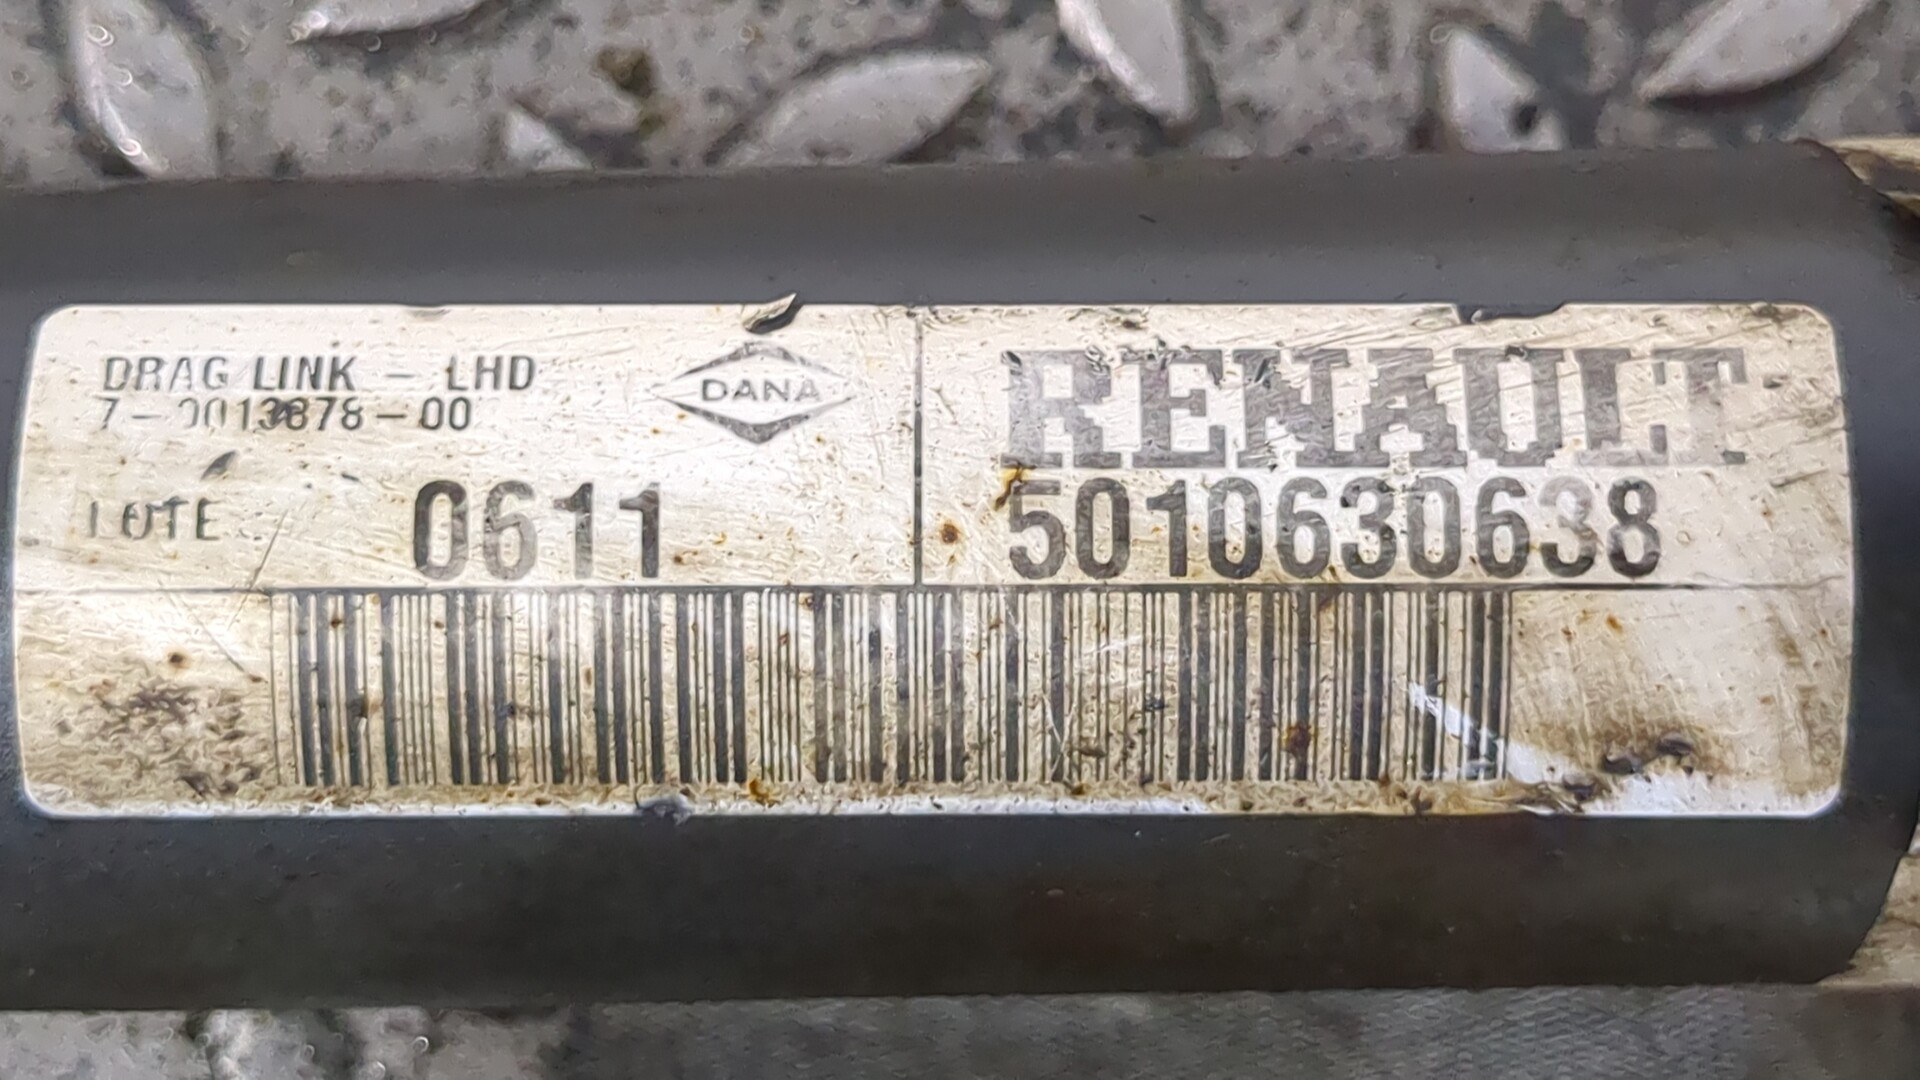 DRAG LINK - LHD
DANA
RENAULT
LOTE 0611
5010630638